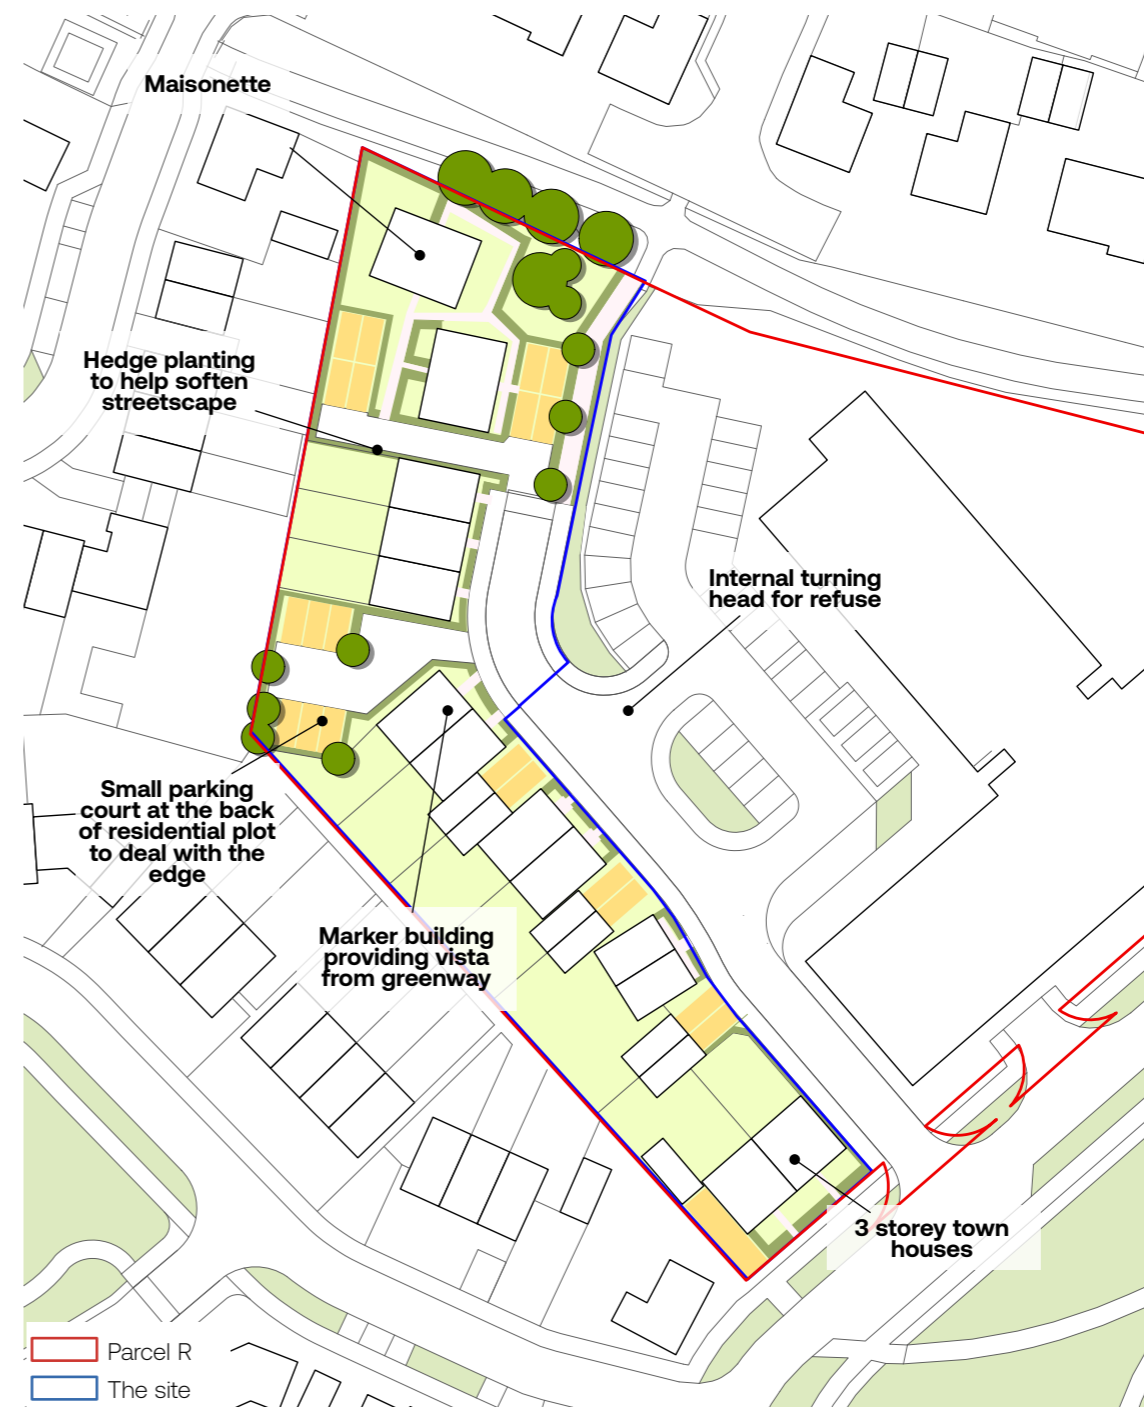 Maisonette
Hedge planting
to help soften
streetscape
Internal turning
head for refuse
Small parking
court at the back
of residential plot
to deal with the
edge
Marker building
providing vista
from greenway
3 storey town
houses
Parcel R
The site